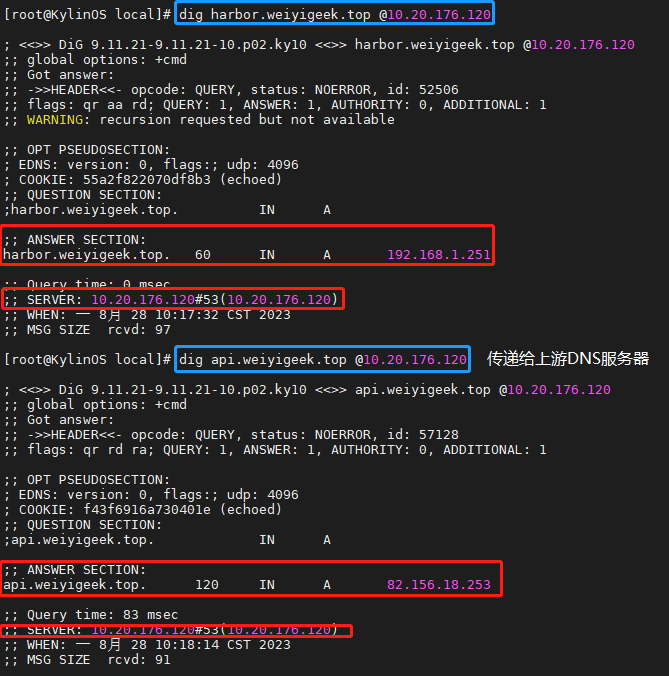 [root@KylinOS local]# dig harbor.weiyigeek.top @10.20.176.120
; <<>> DiG 9.11.21-9.11.21-10.p02.ky10 <<>> harbor.weiyigeek.top @10.20.176.120
;; global options: +cmd
;; Got answer:
;; ->>HEADER<<- opcode: QUERY, status: NOERROR, id: 52506
;; flags: qr aa rd; QUERY: 1, ANSWER: 1, AUTHORITY: 0, ADDITIONAL: 1
;; WARNING: recursion requested but not available
;; OPT PSEUDOSECTION:
; EDNS: version: 0, flags:; udp: 4096
; COOKIE: 55a2f822070df8b3 (echoed)
;; QUESTION SECTION:
;harbor.weiyigeek.top. IN A
;; ANSWER SECTION:
harbor.weiyigeek.top. 60 IN A 192.168.1.251
;; Query time: 0 msec
;; SERVER: 10.20.176.120#53(10.20.176.120)
;; WHEN: 一 8月 28 10:17:32 CST 2023
;; MSG SIZE rcvd: 97
[root@KylinOS local]# dig api.weiyigeek.top @10.20.176.120 传递给上游DNS服务器
; <<>> DiG 9.11.21-9.11.21-10.p02.ky10 <<>> api.weiyigeek.top @10.20.176.120
;; global options: +cmd
;; Got answer:
;; ->>HEADER<<- opcode: QUERY, status: NOERROR, id: 57128
;; flags: qr rd ra; QUERY: 1, ANSWER: 1, AUTHORITY: 0, ADDITIONAL: 1
;; OPT PSEUDOSECTION:
; EDNS: version: 0, flags:; udp: 4096
; COOKIE: f43f6916a730401e (echoed)
;; QUESTION SECTION:
;api.weiyigeek.top. IN A
;; ANSWER SECTION:
api.weiyigeek.top. 120 IN A 82.156.18.253
;; Query time: 83 msec
;; SERVER: 10.20.176.120#53(10.20.176.120)
;; WHEN: 一 8月 28 10:18:14 CST 2023
;; MSG SIZE rcvd: 91